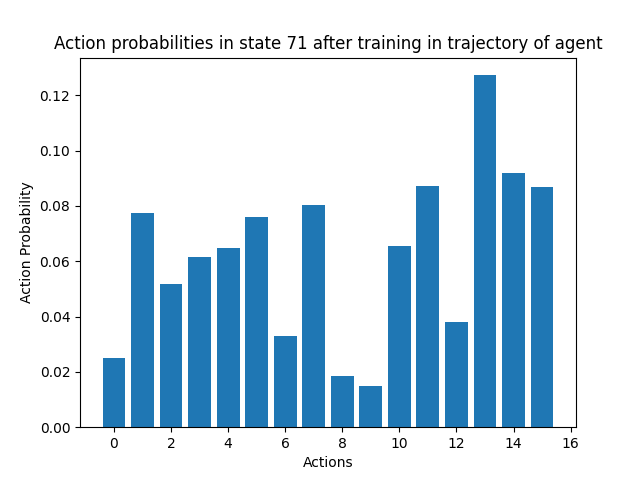 Action probabilities in state 71 after training in trajectory of agent
0.12
0.10
0.08
0.06
0.04
0.02
0.00
Action Probability
0 2 4 6 8 10 12 14 16
Actions